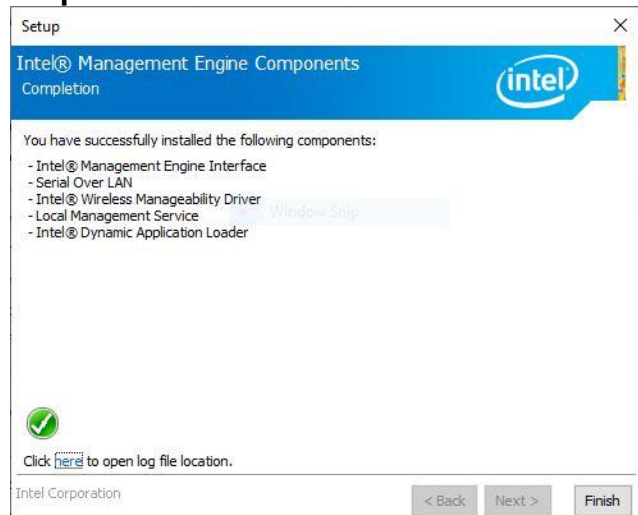 Setup
Intel® Management Engine Components
Completion
intel
You have successfully installed the following components:
- Intel® Management Engine Interface
- Serial Over LAN
- Intel® Wireless Manageability Driver
- Local Management Service
- Intel® Dynamic Application Loader
Window Snip
Click here to open log file location.
Intel Corporation
< Back
Next >
Finish